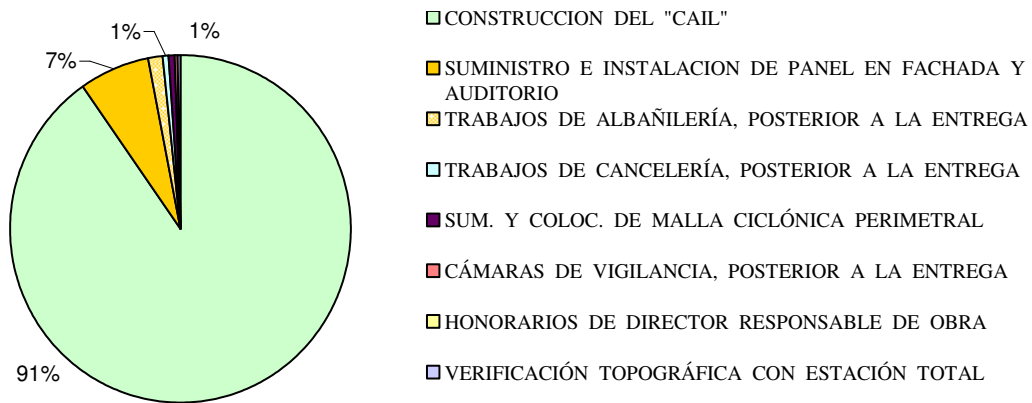 1%
1%
7%
91%
CONSTRUCCION DEL "CAIL"
SUMINISTRO E INSTALACION DE PANEL EN FACHADA Y
AUDITORIO
TRABAJOS DE ALBAÑILERÍA, POSTERIOR A LA ENTREGA
TRABAJOS DE CANCELERÍA, POSTERIOR A LA ENTREGA
SUM. Y COLOC. DE MALLA CICLÓNICA PERIMETRAL
CÁMARAS DE VIGILANCIA, POSTERIOR A LA ENTREGA
HONORARIOS DE DIRECTOR RESPONSABLE DE OBRA
VERIFICACIÓN TOPOGRÁFICA CON ESTACIÓN TOTAL